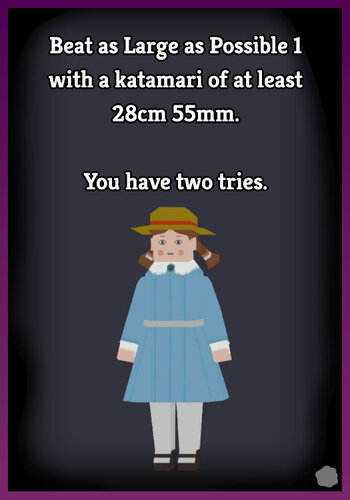 Beat as Large as Possible 1
with a katamari of at least
28cm 55mm.
You have two tries.